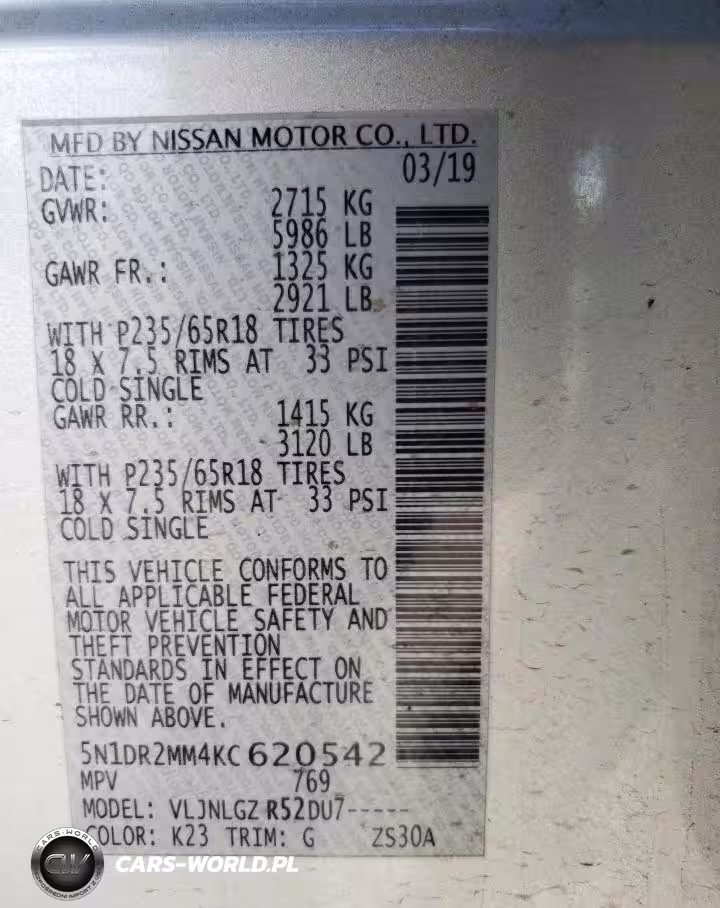 MFD BY NISSAN MOTOR CO., LTD.
DATE: 03/19
GVWR: 2715 KG
5986 LB
GAWR FR.: 1325 KG
2921 LB
WITH P235/65R18 TIRES
18 X 7.5 RIMS AT 33 PSI
COLD SINGLE
GAWR RR.: 1415 KG
3120 LB
WITH P235/65R18 TIRES
18 X 7.5 RIMS AT 33 PSI
COLD SINGLE
THIS VEHICLE CONFORMS TO
ALL APPLICABLE FEDERAL
MOTOR VEHICLE SAFETY AND
THEFT PREVENTION
STANDARDS IN EFFECT ON
THE DATE OF MANUFACTURE
SHOWN ABOVE.
5N1DR2MM4KC620542
MPV 769
MODEL: VLJNLGZ R52DU7-----
COLOR: K23 TRIM: G ZS30A
CARS-WORLD
CW
CARS-WORLD.PL